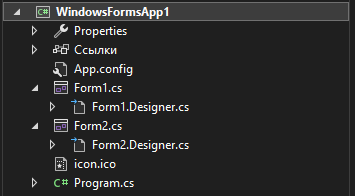 WindowsFormsApp1
Properties
Ссылки
App.config
Form1.cs
Form1.Designer.cs
Form2.cs
Form2.Designer.cs
icon.ico
Program.cs